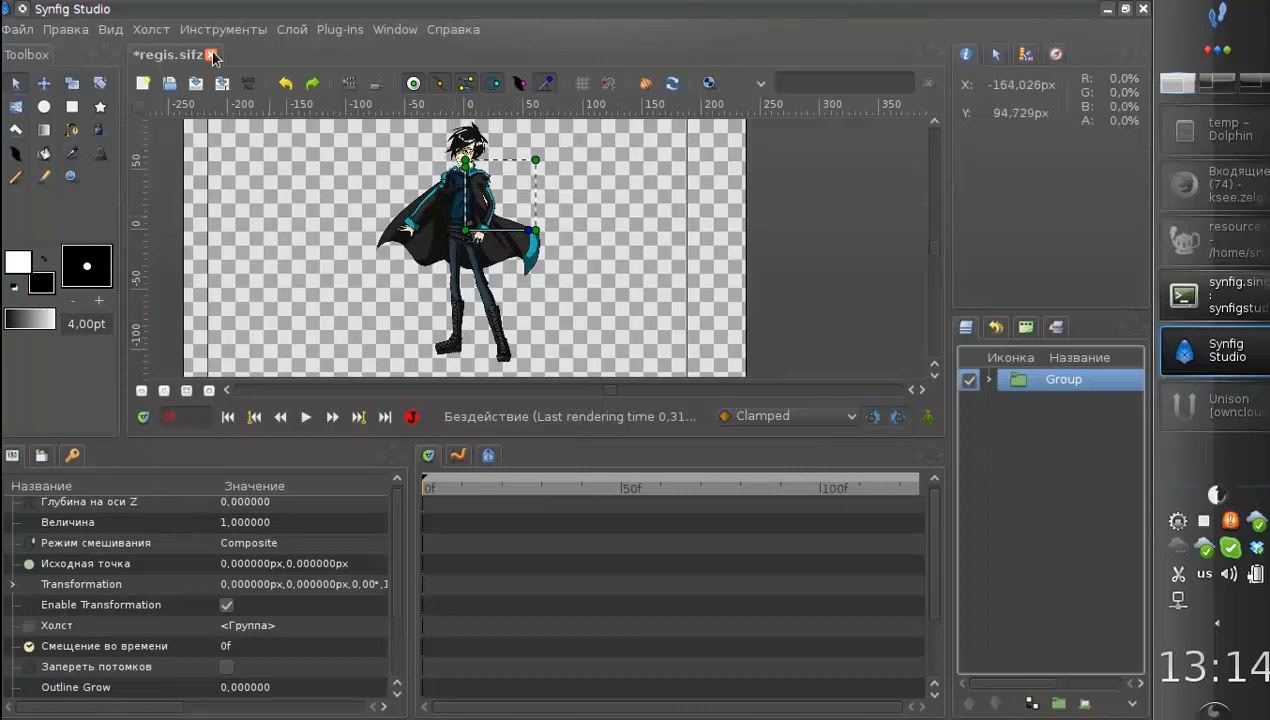 Synfig Studio
Файл Правка Вид Холст Инструменты Слой Plug-Ins Window Справка
Toolbox
*regis.sifz
SAVE ALL
-250 -200 -150 -100 -50 0 50 100 150 200 250 300 350
50
0
-50
-100
X: -164,026px
Y: 94,729px
R: 0,0%
G: 0,0%
B: 0,0%
A: 0,0%
4,00pt
Бездействие (Last rendering time 0,31...
Clamped
Иконка Название
Group
Название Значение
Глубина на оси Z 0,000000
Величина 1,000000
Режим смешивания Composite
Исходная точка 0,000000px,0,000000px
Transformation 0,000000px,0,000000px,0,00°,1
Enable Transformation
Холст <Группа>
Смещение во времени 0f
Запереть потомков
Outline Grow 0,000000
0f 50f 100f
temp –
Dolphin
Входящие
(74) -
ksee.zelg
resource
- /home/sr
synfig.sin
:
synfigstud
Synfig
Studio
Unison
[ownclou
us
13:14